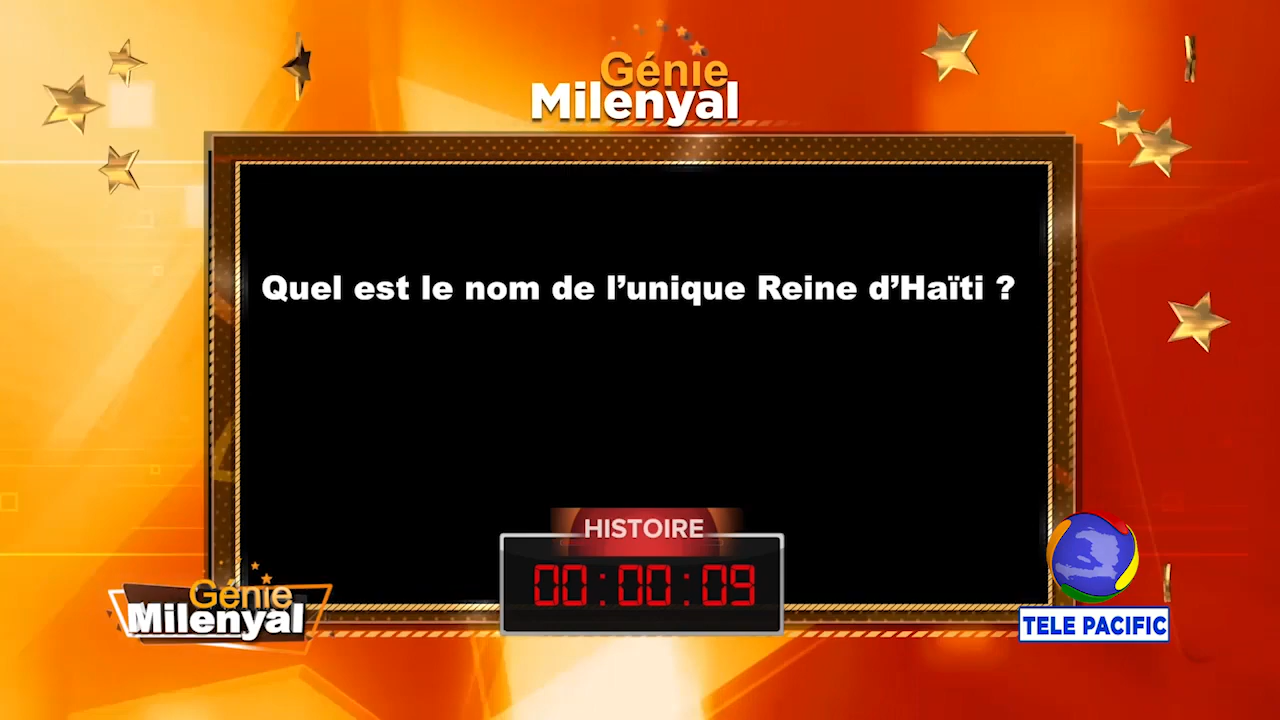 Génie
Milenyal
Quel est le nom de l’unique Reine d’Haïti ?
HISTOIRE
00:00:09
Génie
Milenyal
TELE PACIFIC